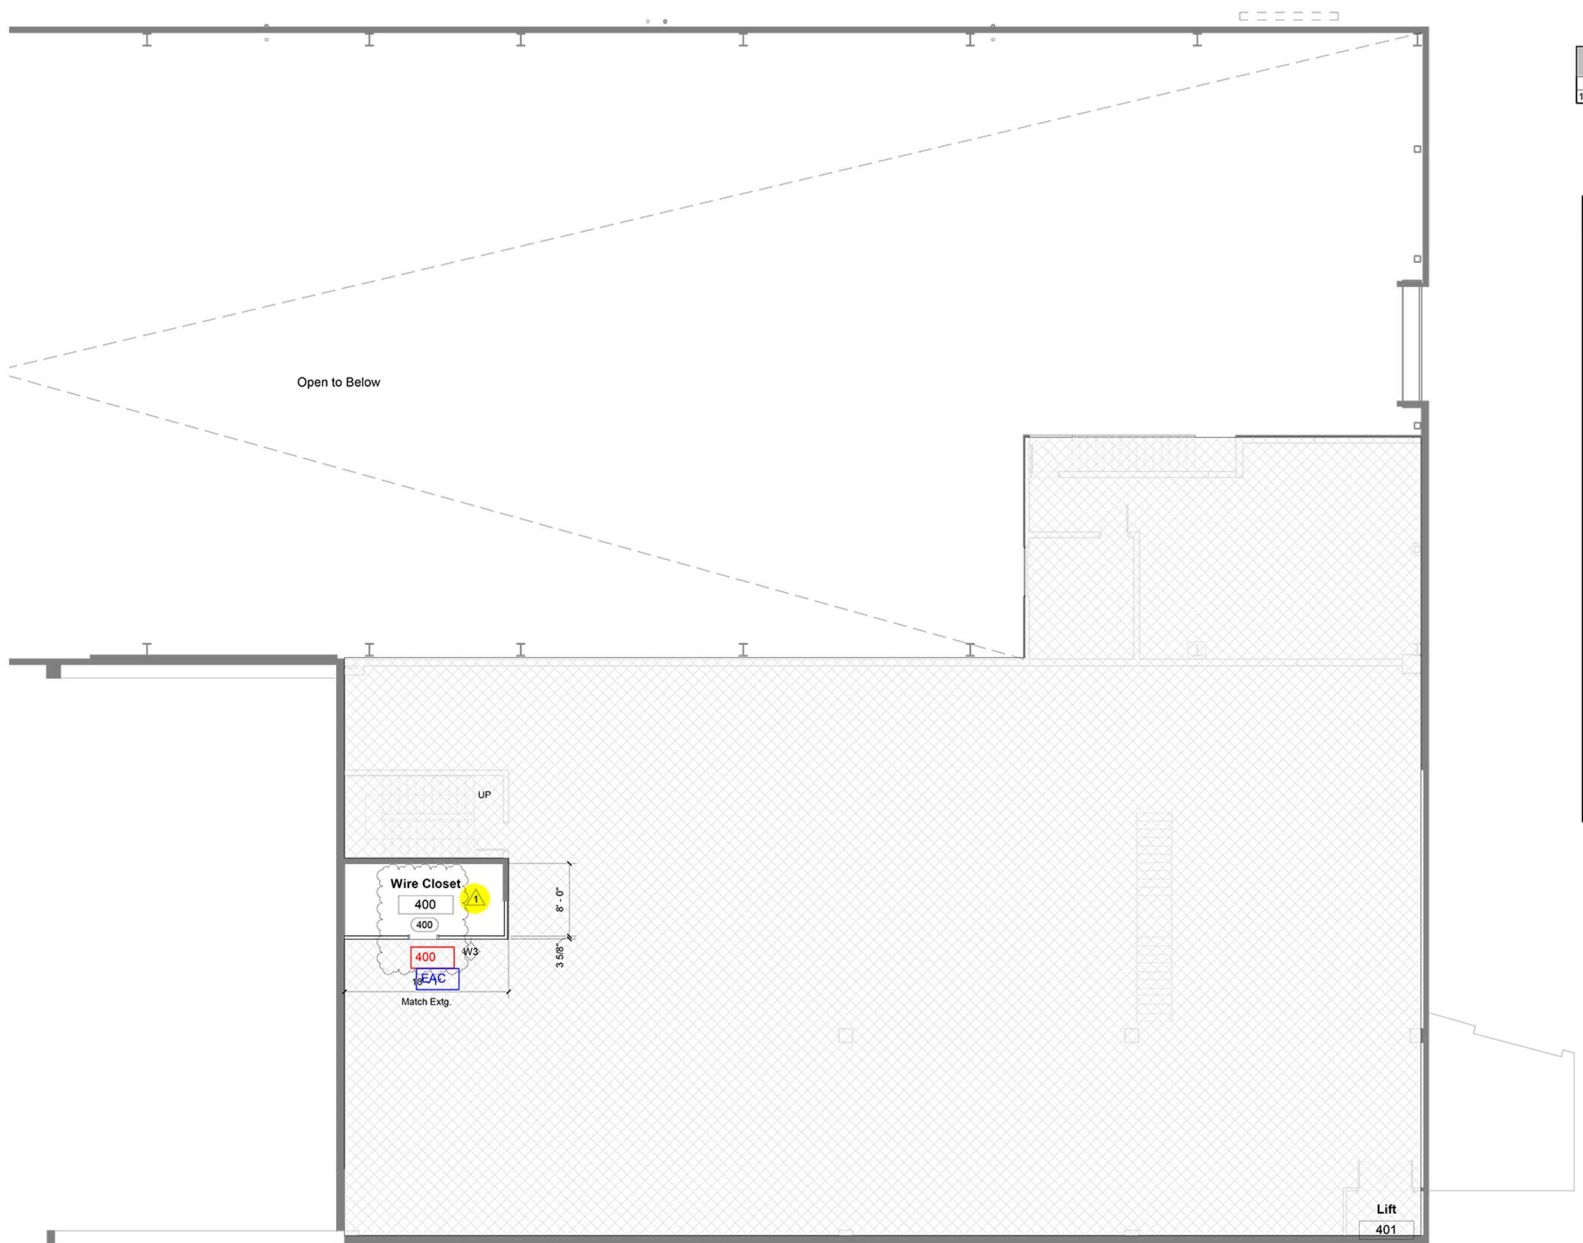 1
Open to Below
UP
Wire Closet
1
400
400
8' - 0"
W3
400
3 5/8"
EAC
Match Extg.
Lift
401